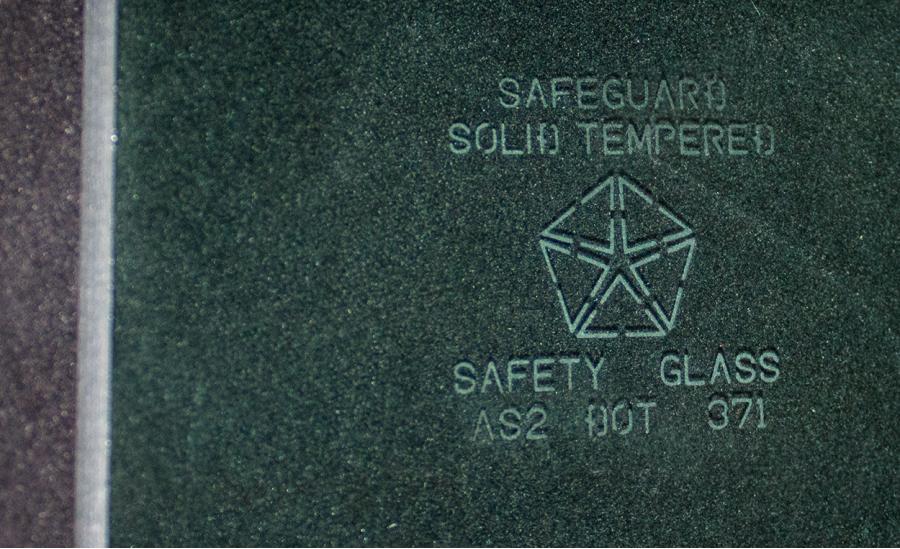 SAFEGUARD
SOLID TEMPERED
SAFETY GLASS
AS2 DOT 371